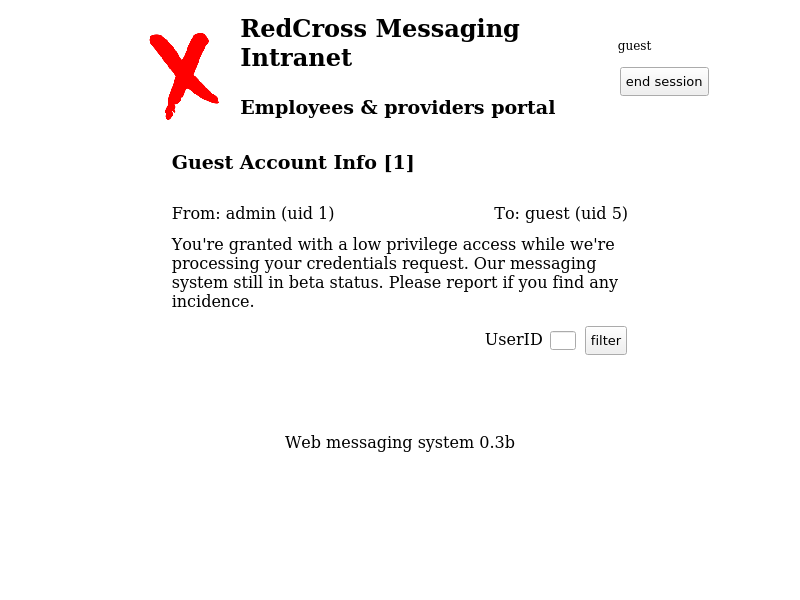 RedCross Messaging
Intranet
guest
end session
Employees & providers portal
Guest Account Info [1]
From: admin (uid 1) To: guest (uid 5)
You're granted with a low privilege access while we're
processing your credentials request. Our messaging
system still in beta status. Please report if you find any
incidence.
UserID filter
Web messaging system 0.3b